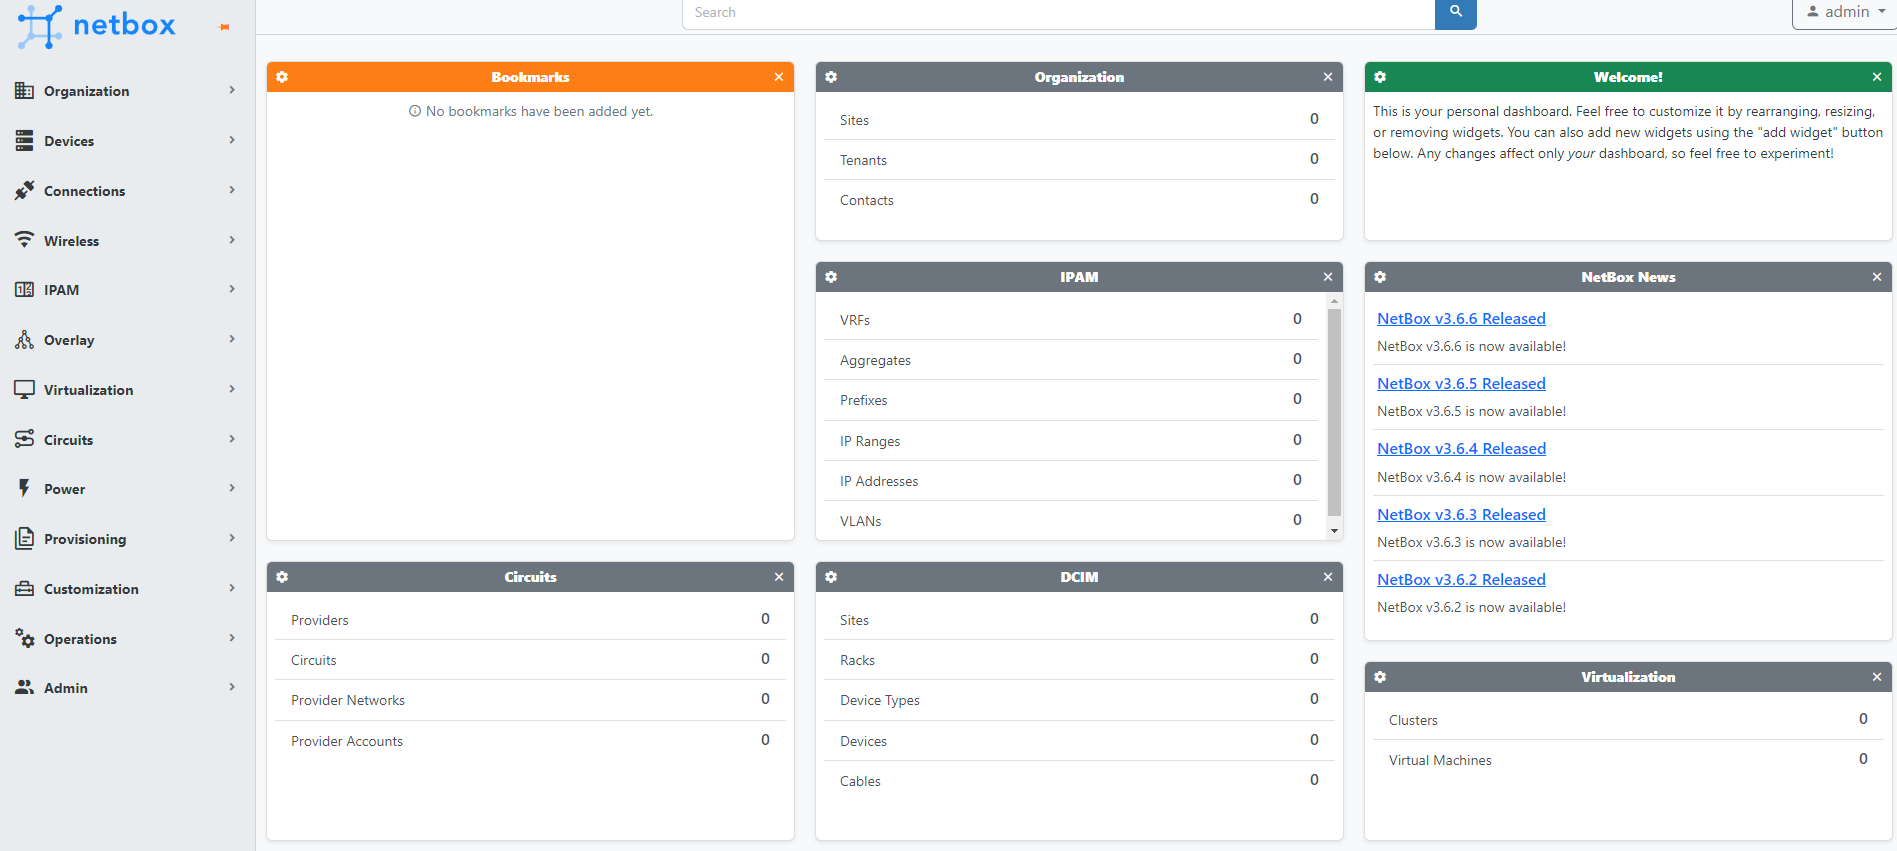 netbox
Search
admin
Organization
Devices
Connections
Wireless
IPAM
Overlay
Virtualization
Circuits
Power
Provisioning
Customization
Operations
Admin
Bookmarks
No bookmarks have been added yet.
Circuits
Providers 0
Circuits 0
Provider Networks 0
Provider Accounts 0
Organization
Sites 0
Tenants 0
Contacts 0
IPAM
VRFs 0
Aggregates 0
Prefixes 0
IP Ranges 0
IP Addresses 0
VLANs 0
DCIM
Sites 0
Racks 0
Device Types 0
Devices 0
Cables 0
Welcome!
This is your personal dashboard. Feel free to customize it by rearranging, resizing,
or removing widgets. You can also add new widgets using the "add widget" button
below. Any changes affect only your dashboard, so feel free to experiment!
NetBox News
NetBox v3.6.6 Released
NetBox v3.6.6 is now available!
NetBox v3.6.5 Released
NetBox v3.6.5 is now available!
NetBox v3.6.4 Released
NetBox v3.6.4 is now available!
NetBox v3.6.3 Released
NetBox v3.6.3 is now available!
NetBox v3.6.2 Released
NetBox v3.6.2 is now available!
Virtualization
Clusters 0
Virtual Machines 0